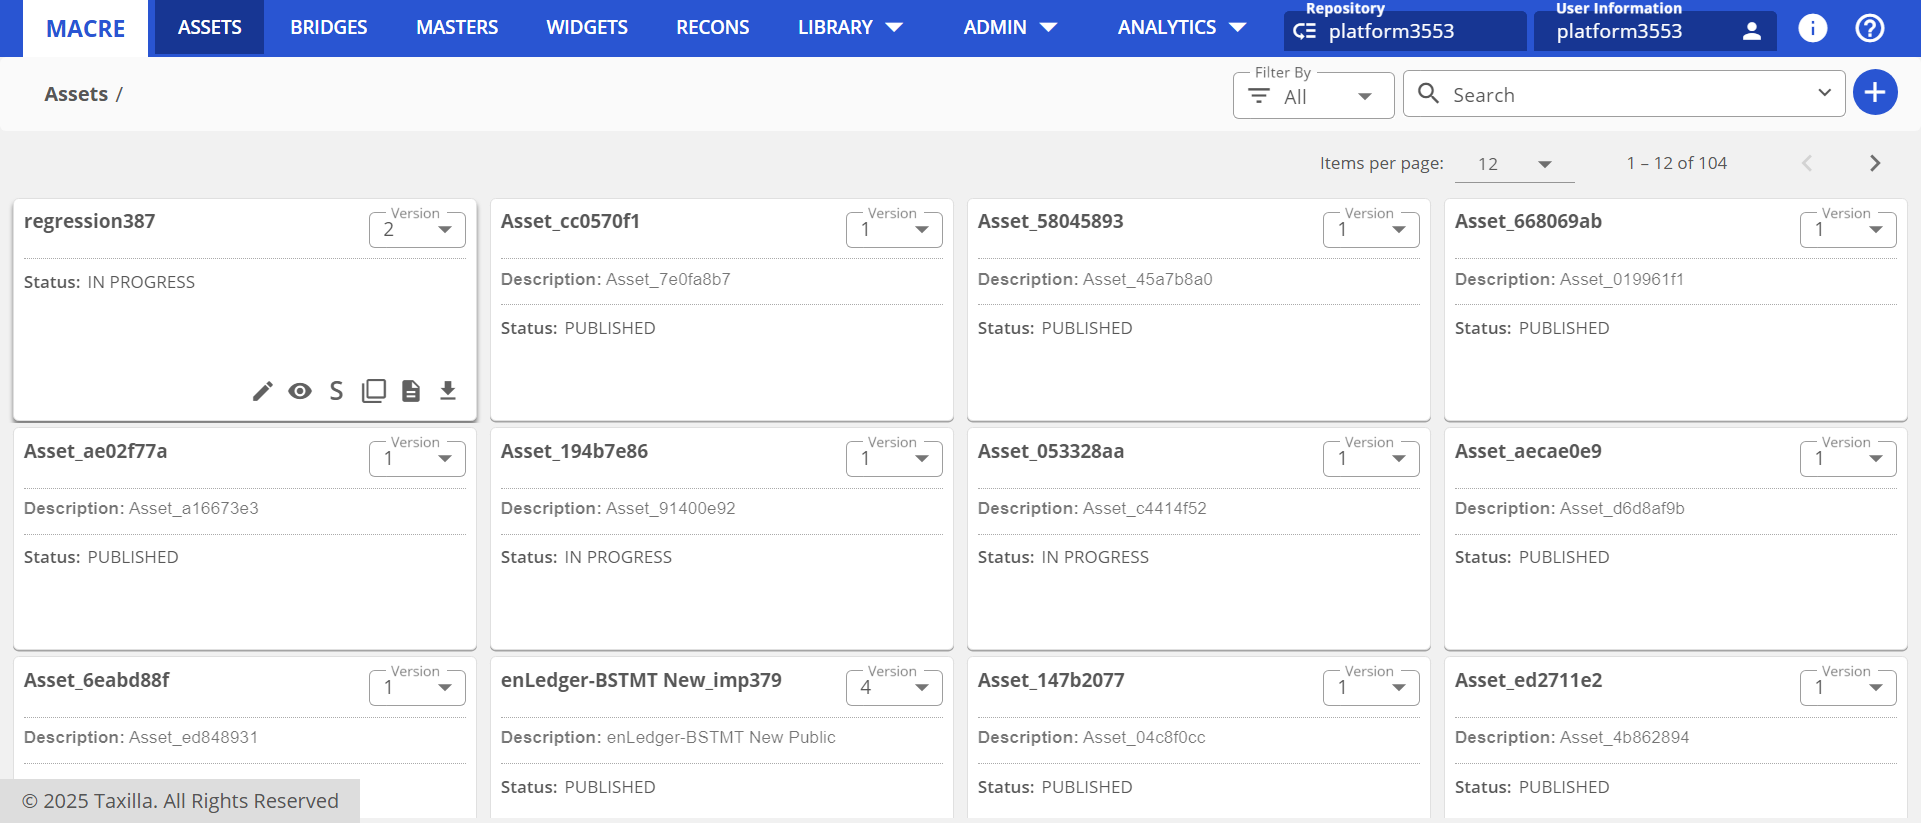 MACRE
ASSETS
BRIDGES
MASTERS
WIDGETS
RECONS
LIBRARY
ADMIN
ANALYTICS
Repository
platform3553
User Information
platform3553
Assets /
Filter By
All
Search
Items per page:
12
1 – 12 of 104
regression387
Version
2
Status: IN PROGRESS
S
Asset_cc0570f1
Version
1
Description: Asset_7e0fa8b7
Status: PUBLISHED
Asset_58045893
Version
1
Description: Asset_45a7b8a0
Status: PUBLISHED
Asset_668069ab
Version
1
Description: Asset_019961f1
Status: PUBLISHED
Asset_ae02f77a
Version
1
Description: Asset_a16673e3
Status: PUBLISHED
Asset_194b7e86
Version
1
Description: Asset_91400e92
Status: IN PROGRESS
Asset_053328aa
Version
1
Description: Asset_c4414f52
Status: IN PROGRESS
Asset_aecae0e9
Version
1
Description: Asset_d6d8af9b
Status: PUBLISHED
Asset_6eabd88f
Version
1
Description: Asset_ed848931
enLedger-BSTMT New_imp379
Version
4
Description: enLedger-BSTMT New Public
Status: PUBLISHED
Asset_147b2077
Version
1
Description: Asset_04c8f0cc
Status: PUBLISHED
Asset_ed2711e2
Version
1
Description: Asset_4b862894
Status: PUBLISHED
© 2025 Taxilla. All Rights Reserved